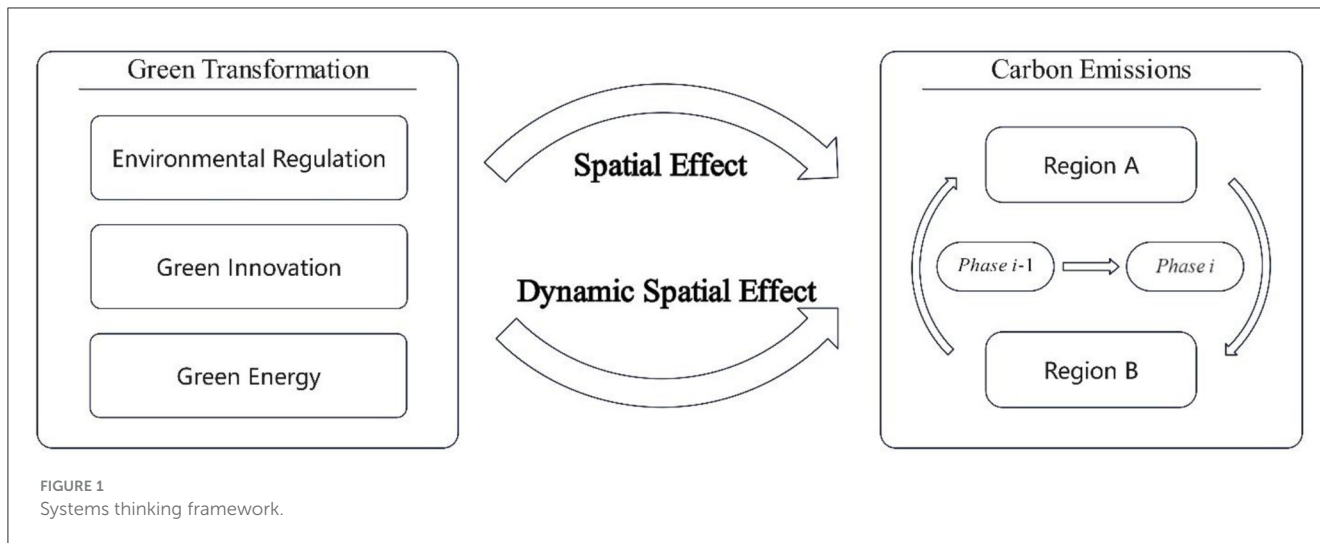 Green Transformation
Environmental Regulation
Green Innovation
Green Energy
Spatial Effect
Dynamic Spatial Effect
Carbon Emissions
Region A
Phase i-1
Phase i
Region B
FIGURE 1
Systems thinking framework.